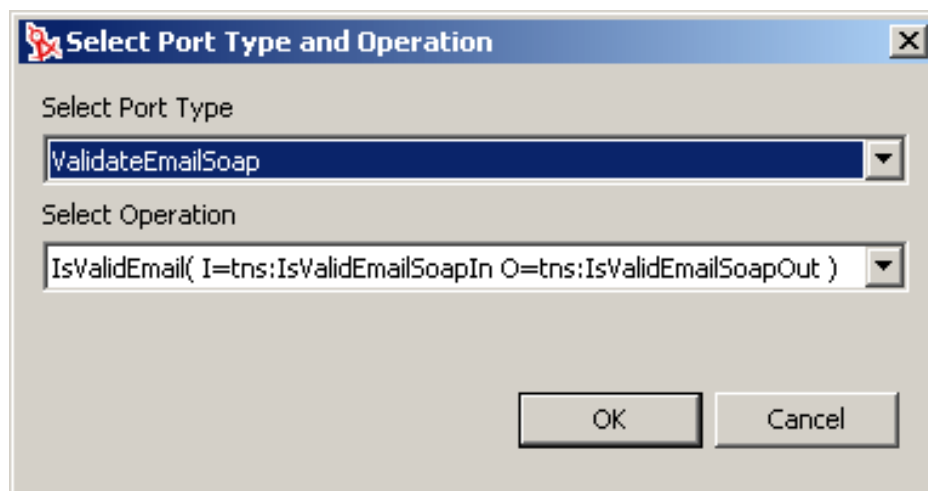 Select Port Type and Operation
Select Port Type
ValidateEmailSoap
Select Operation
IsValidEmail( I=tns:IsValidEmailSoapIn O=tns:IsValidEmailSoapOut )
OK Cancel